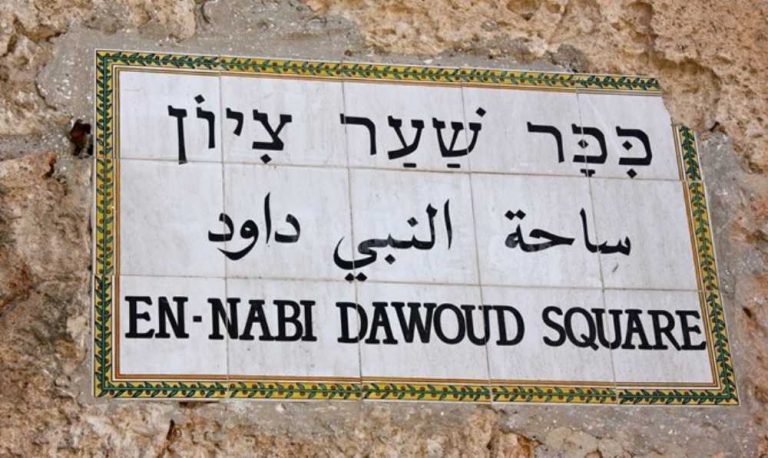 כִּכָּר שַׁעַר צִיּוֹן
ساحة النبي داود
EN-NABI DAWOUD SQUARE